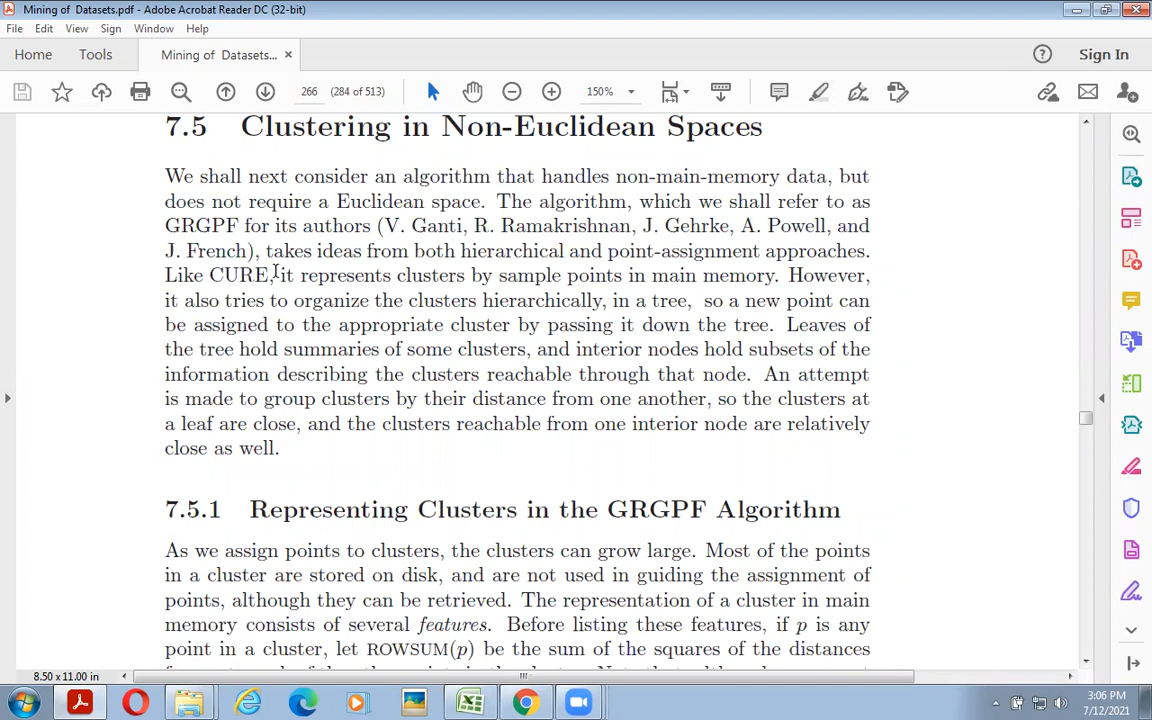 Mining of  Datasets.pdf - Adobe Acrobat Reader DC (32-bit)
File Edit View Sign Window Help
Home Tools Mining of  Datasets... × Sign In
266 (284 of 513) 150%
7.5 Clustering in Non-Euclidean Spaces
We shall next consider an algorithm that handles non-main-memory data, but
does not require a Euclidean space. The algorithm, which we shall refer to as
GRGPF for its authors (V. Ganti, R. Ramakrishnan, J. Gehrke, A. Powell, and
J. French), takes ideas from both hierarchical and point-assignment approaches.
Like CURE, it represents clusters by sample points in main memory. However,
it also tries to organize the clusters hierarchically, in a tree, so a new point can
be assigned to the appropriate cluster by passing it down the tree. Leaves of
the tree hold summaries of some clusters, and interior nodes hold subsets of the
information describing the clusters reachable through that node. An attempt
is made to group clusters by their distance from one another, so the clusters at
a leaf are close, and the clusters reachable from one interior node are relatively
close as well.
7.5.1 Representing Clusters in the GRGPF Algorithm
As we assign points to clusters, the clusters can grow large. Most of the points
in a cluster are stored on disk, and are not used in guiding the assignment of
points, although they can be retrieved. The representation of a cluster in main
memory consists of several features. Before listing these features, if p is any
point in a cluster, let ROWSUM(p) be the sum of the squares of the distances
8.50 x 11.00 in
3:06 PM
7/12/2021